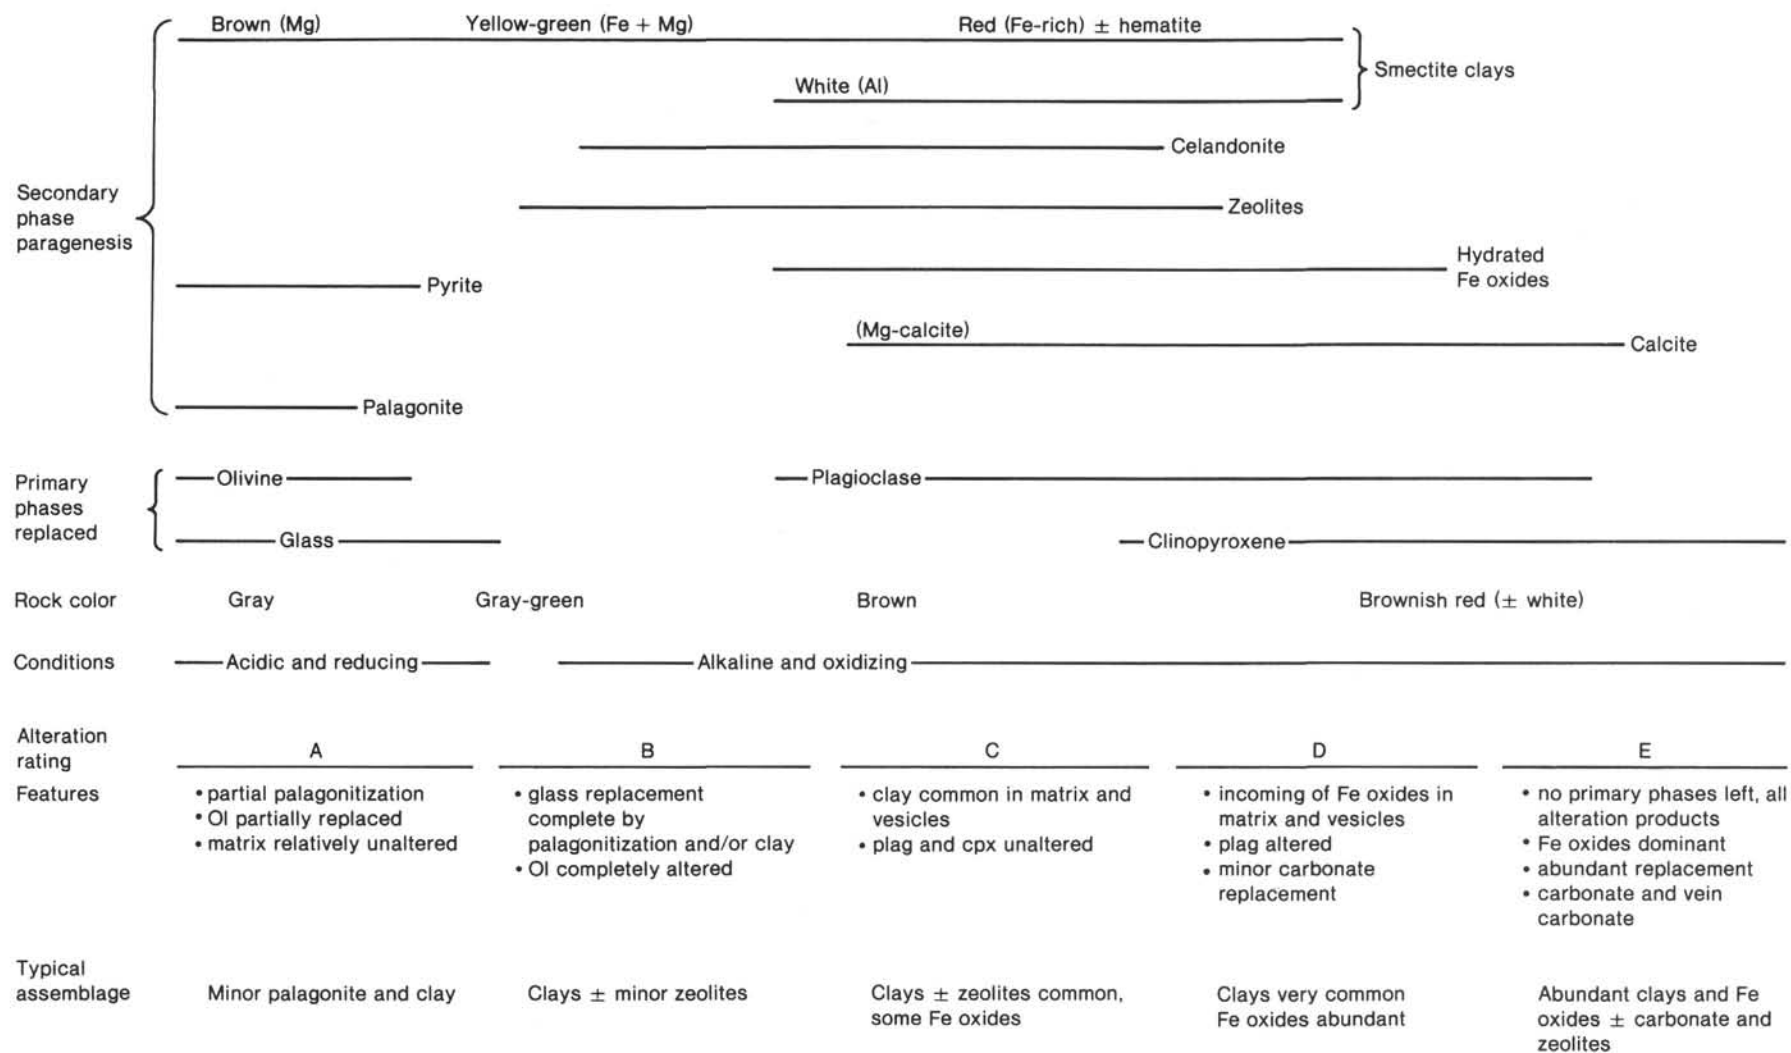 Brown (Mg)
Yellow-green (Fe + Mg)
Red (Fe-rich) ± hematite
Smectite clays
White (Al)
Celandonite
Secondary
phase
paragenesis
Zeolites
Hydrated
Fe oxides
Pyrite
(Mg-calcite)
Calcite
Palagonite
Primary
phases
replaced
Olivine
Plagioclase
Glass
Clinopyroxene
Rock color
Gray
Gray-green
Brown
Brownish red (± white)
Conditions
Acidic and reducing
Alkaline and oxidizing
Alteration
rating
A
B
C
D
E
Features
• partial palagonitization
• Ol partially replaced
• matrix relatively unaltered
• glass replacement
complete by
palagonitization and/or clay
• Ol completely altered
• clay common in matrix and
vesicles
• plag and cpx unaltered
• incoming of Fe oxides in
matrix and vesicles
• plag altered
• minor carbonate
replacement
• no primary phases left, all
alteration products
• Fe oxides dominant
• abundant replacement
• carbonate and vein
carbonate
Typical
assemblage
Minor palagonite and clay
Clays ± minor zeolites
Clays ± zeolites common,
some Fe oxides
Clays very common
Fe oxides abundant
Abundant clays and Fe
oxides ± carbonate and
zeolites